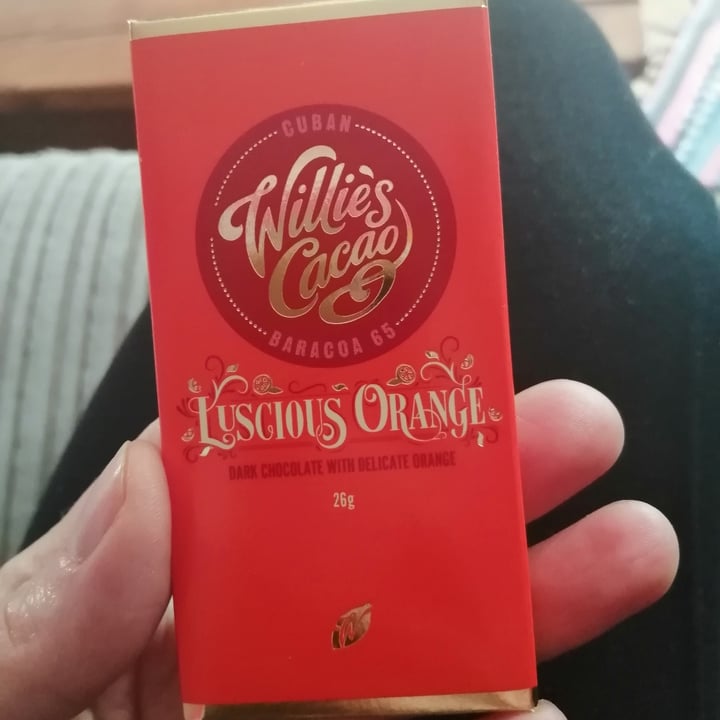 CUBAN
Willie's
Cacao
BARACOA 65
LUSCIOUS ORANGE
DARK CHOCOLATE WITH DELICATE ORANGE
26g